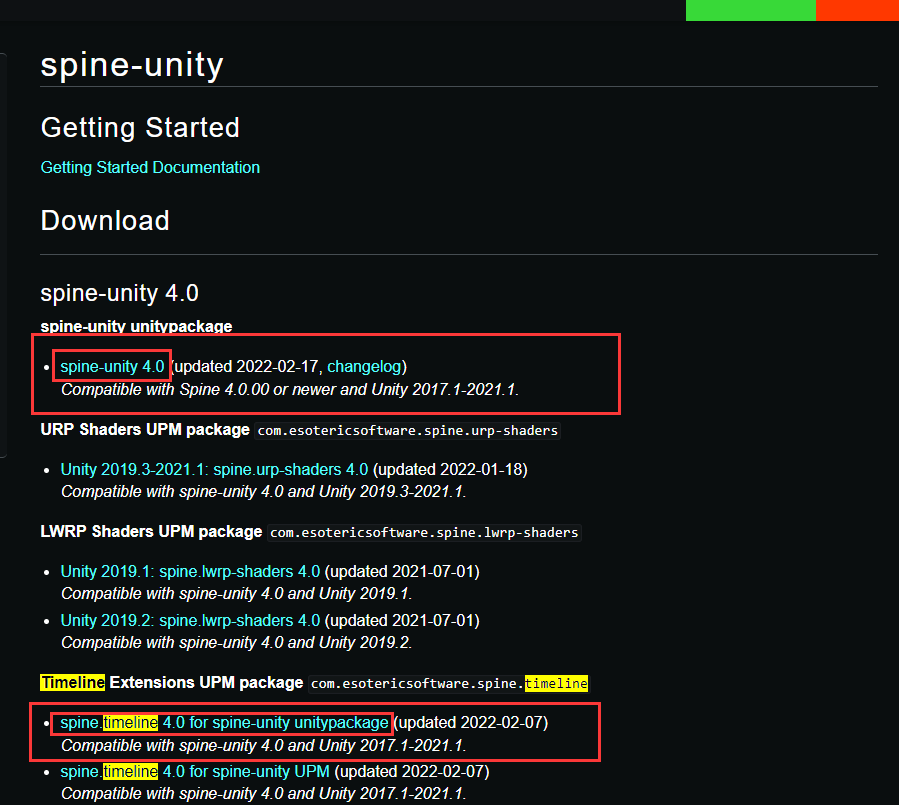 spine-unity
Getting Started
Getting Started Documentation
Download
spine-unity 4.0
spine-unity unitypackage
• spine-unity 4.0 (updated 2022-02-17, changelog)
Compatible with Spine 4.0.00 or newer and Unity 2017.1-2021.1.
URP Shaders UPM package com.esotericsoftware.spine.urp-shaders
• Unity 2019.3-2021.1: spine.urp-shaders 4.0 (updated 2022-01-18)
Compatible with spine-unity 4.0 and Unity 2019.3-2021.1.
LWRP Shaders UPM package com.esotericsoftware.spine.lwrp-shaders
• Unity 2019.1: spine.lwrp-shaders 4.0 (updated 2021-07-01)
Compatible with spine-unity 4.0 and Unity 2019.1.
• Unity 2019.2: spine.lwrp-shaders 4.0 (updated 2021-07-01)
Compatible with spine-unity 4.0 and Unity 2019.2.
Timeline Extensions UPM package com.esotericsoftware.spine.timeline
• spine.timeline 4.0 for spine-unity unitypackage (updated 2022-02-07)
Compatible with spine-unity 4.0 and Unity 2017.1-2021.1.
• spine.timeline 4.0 for spine-unity UPM (updated 2022-02-07)
Compatible with spine-unity 4.0 and Unity 2017.1-2021.1.